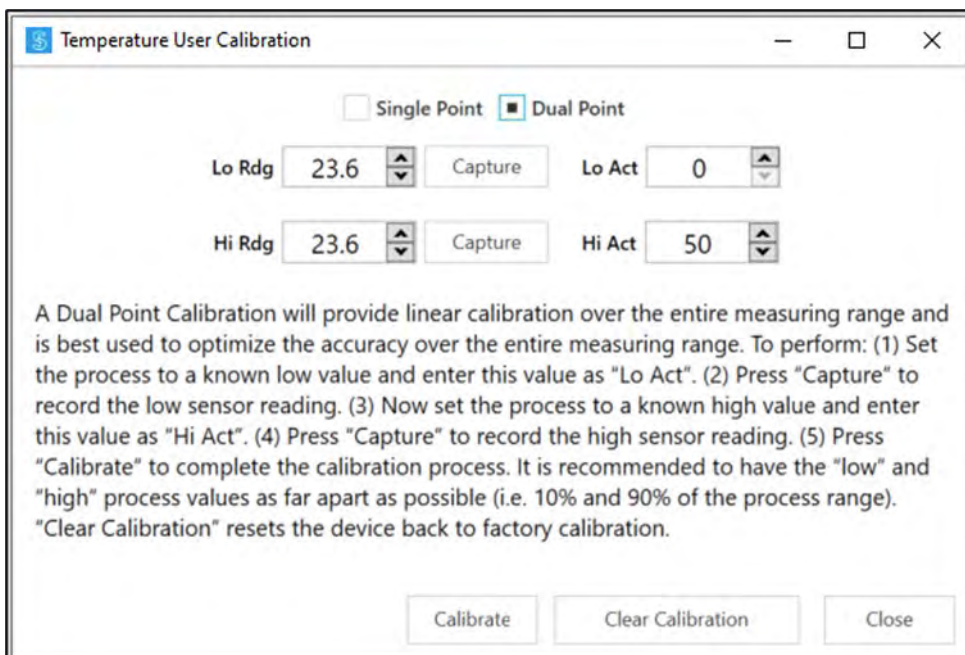 Temperature User Calibration
Single Point Dual Point
Lo Rdg 23.6 Capture Lo Act 0
Hi Rdg 23.6 Capture Hi Act 50
A Dual Point Calibration will provide linear calibration over the entire measuring range and
is best used to optimize the accuracy over the entire measuring range. To perform: (1) Set
the process to a known low value and enter this value as "Lo Act". (2) Press "Capture" to
record the low sensor reading. (3) Now set the process to a known high value and enter
this value as "Hi Act". (4) Press "Capture" to record the high sensor reading. (5) Press
"Calibrate" to complete the calibration process. It is recommended to have the "low" and
"high" process values as far apart as possible (i.e. 10% and 90% of the process range).
"Clear Calibration" resets the device back to factory calibration.
Calibrate Clear Calibration Close